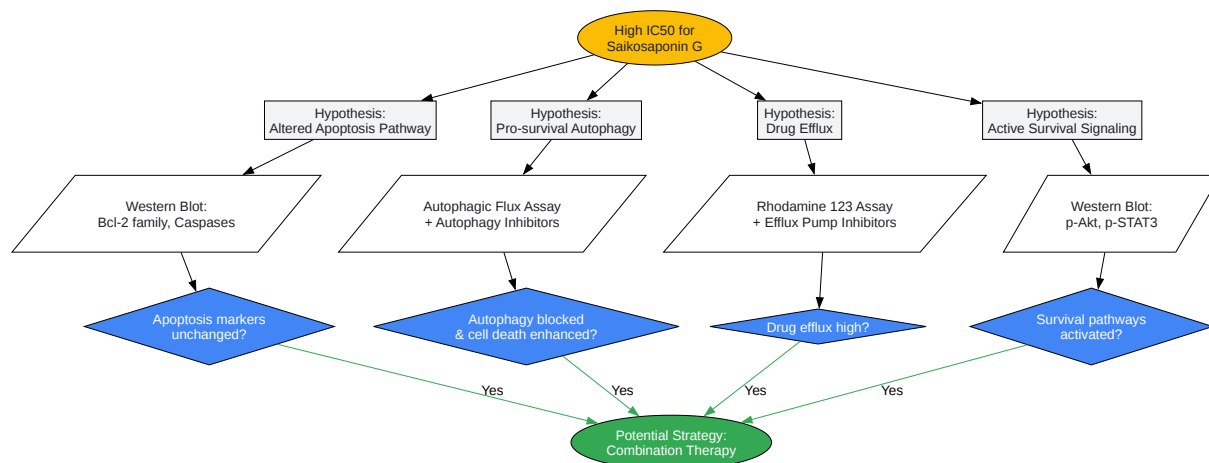 High IC50 for
Saikosaponin G
Hypothesis:
Altered Apoptosis Pathway
Hypothesis:
Pro-survival Autophagy
Hypothesis:
Drug Efflux
Hypothesis:
Active Survival Signaling
Western Blot:
Bcl-2 family, Caspases
Autophagic Flux Assay
+ Autophagy Inhibitors
Rhodamine 123 Assay
+ Efflux Pump Inhibitors
Western Blot:
p-Akt, p-STAT3
Apoptosis markers
unchanged?
Autophagy blocked
& cell death enhanced?
Drug efflux high?
Survival pathways
activated?
Yes
Yes
Yes
Yes
Potential Strategy:
Combination Therapy